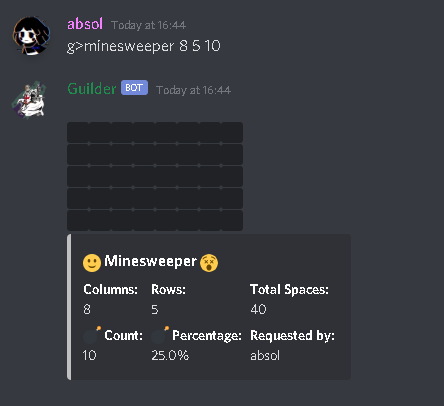 absol Today at 16:44
g>minesweeper 8 5 10
Guilder BOT Today at 16:44
🙂 Minesweeper 😵
Columns: Rows: Total Spaces:
8 5 40
💣 Count: 💣 Percentage: Requested by:
10 25.0% absol